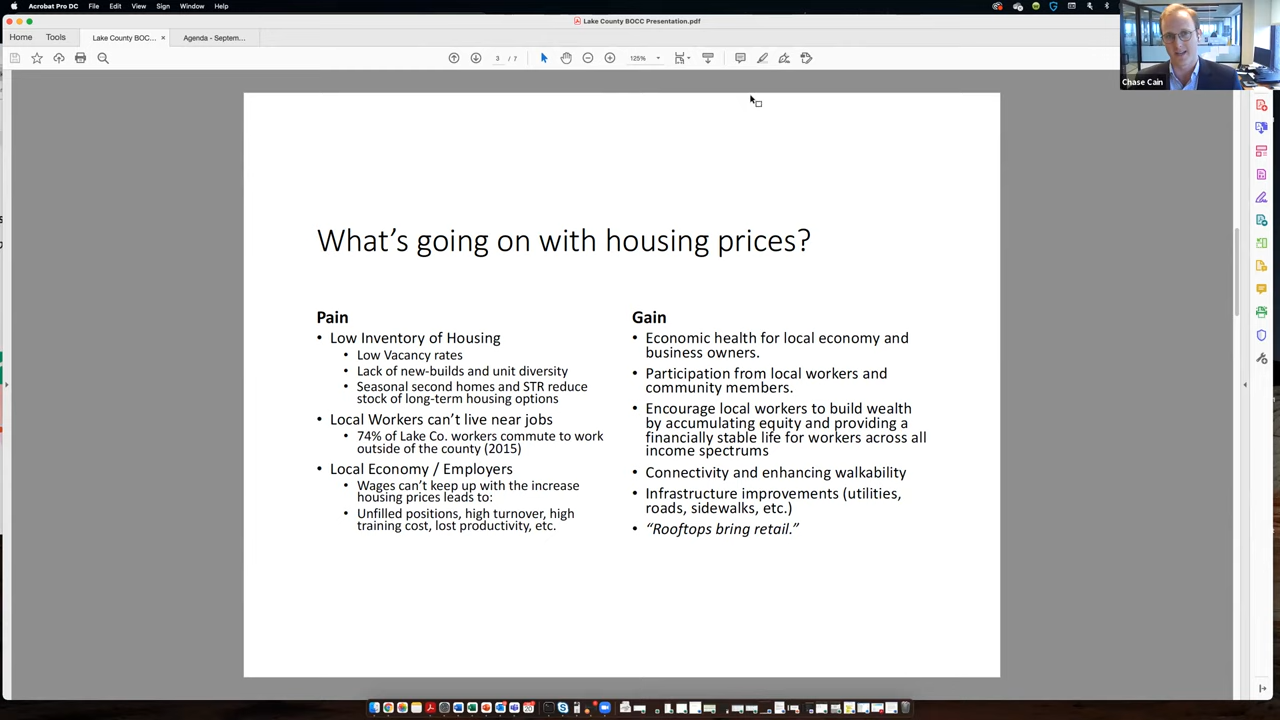 Acrobat Pro DC File Edit View Sign Window Help
Lake County BOCC Presentation.pdf
Home Tools Lake County BOC... × Agenda - Septem...
3 / 7 125%
Chase Cain
What's going on with housing prices?
Pain
• Low Inventory of Housing
• Low Vacancy rates
• Lack of new-builds and unit diversity
• Seasonal second homes and STR reduce
stock of long-term housing options
• Local Workers can't live near jobs
• 74% of Lake Co. workers commute to work
outside of the county (2015)
• Local Economy / Employers
• Wages can't keep up with the increase
housing prices leads to:
• Unfilled positions, high turnover, high
training cost, lost productivity, etc.
Gain
• Economic health for local economy and
business owners.
• Participation from local workers and
community members.
• Encourage local workers to build wealth
by accumulating equity and providing a
financially stable life for workers across all
income spectrums
• Connectivity and enhancing walkability
• Infrastructure improvements (utilities,
roads, sidewalks, etc.)
• “Rooftops bring retail.”